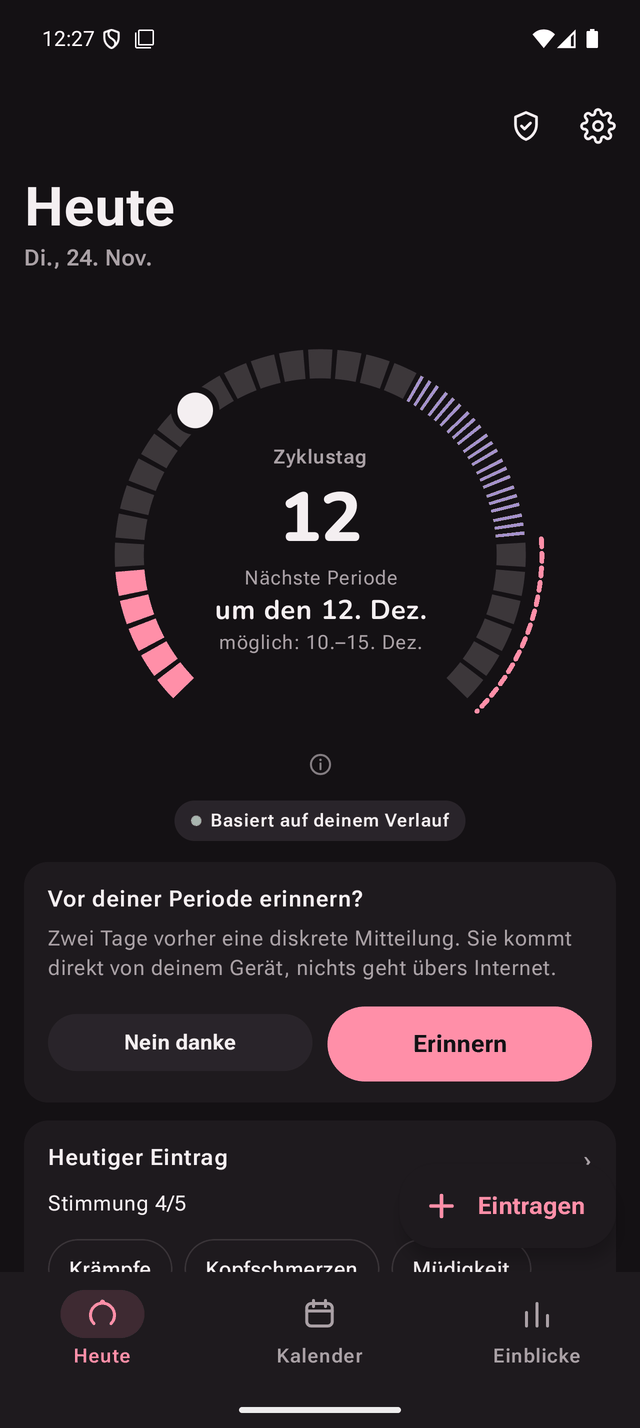 12:27
Heute
Di., 24. Nov.
Zyklustag
12
Nächste Periode
um den 12. Dez.
möglich: 10.–15. Dez.
Basiert auf deinem Verlauf
Vor deiner Periode erinnern?
Zwei Tage vorher eine diskrete Mitteilung. Sie kommt
direkt von deinem Gerät, nichts geht übers Internet.
Nein danke
Erinnern
Heutiger Eintrag
Stimmung 4/5
Eintragen
Krämpfe
Kopfschmerzen
Müdigkeit
Heute
Kalender
Einblicke